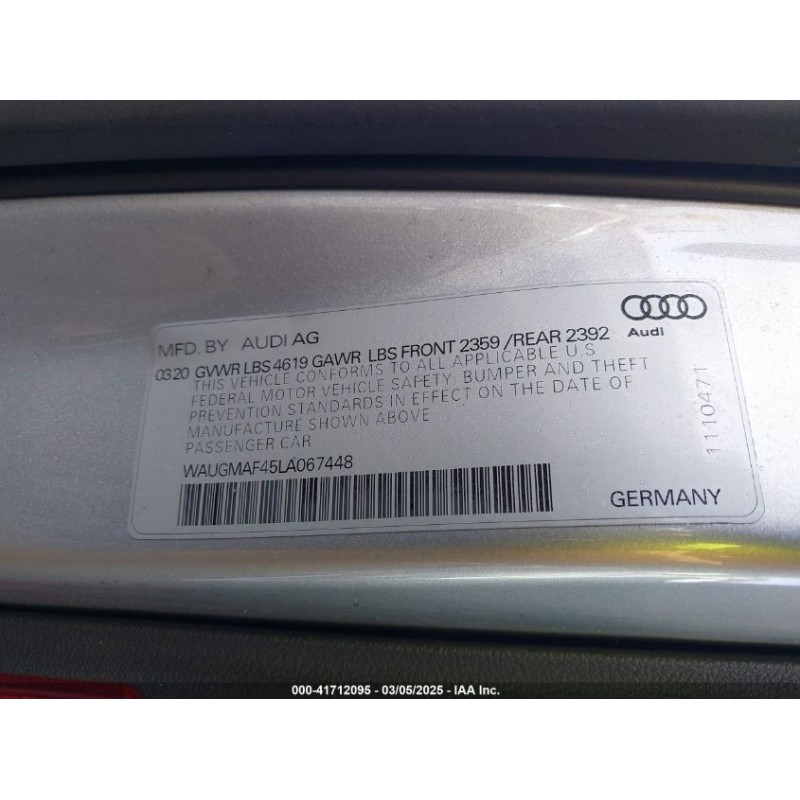 Audi
MFD. BY AUDI AG
0320 GVWR LBS 4619 GAWR LBS FRONT 2359 /REAR 2392
THIS VEHICLE CONFORMS TO ALL APPLICABLE U.S
FEDERAL MOTOR VEHICLE SAFETY, BUMPER AND THEFT
PREVENTION STANDARDS IN EFFECT ON THE DATE OF
MANUFACTURE SHOWN ABOVE
PASSENGER CAR
WAUGMAF45LA067448
1110471
GERMANY
000-41712095 - 03/05/2025 - IAA Inc.